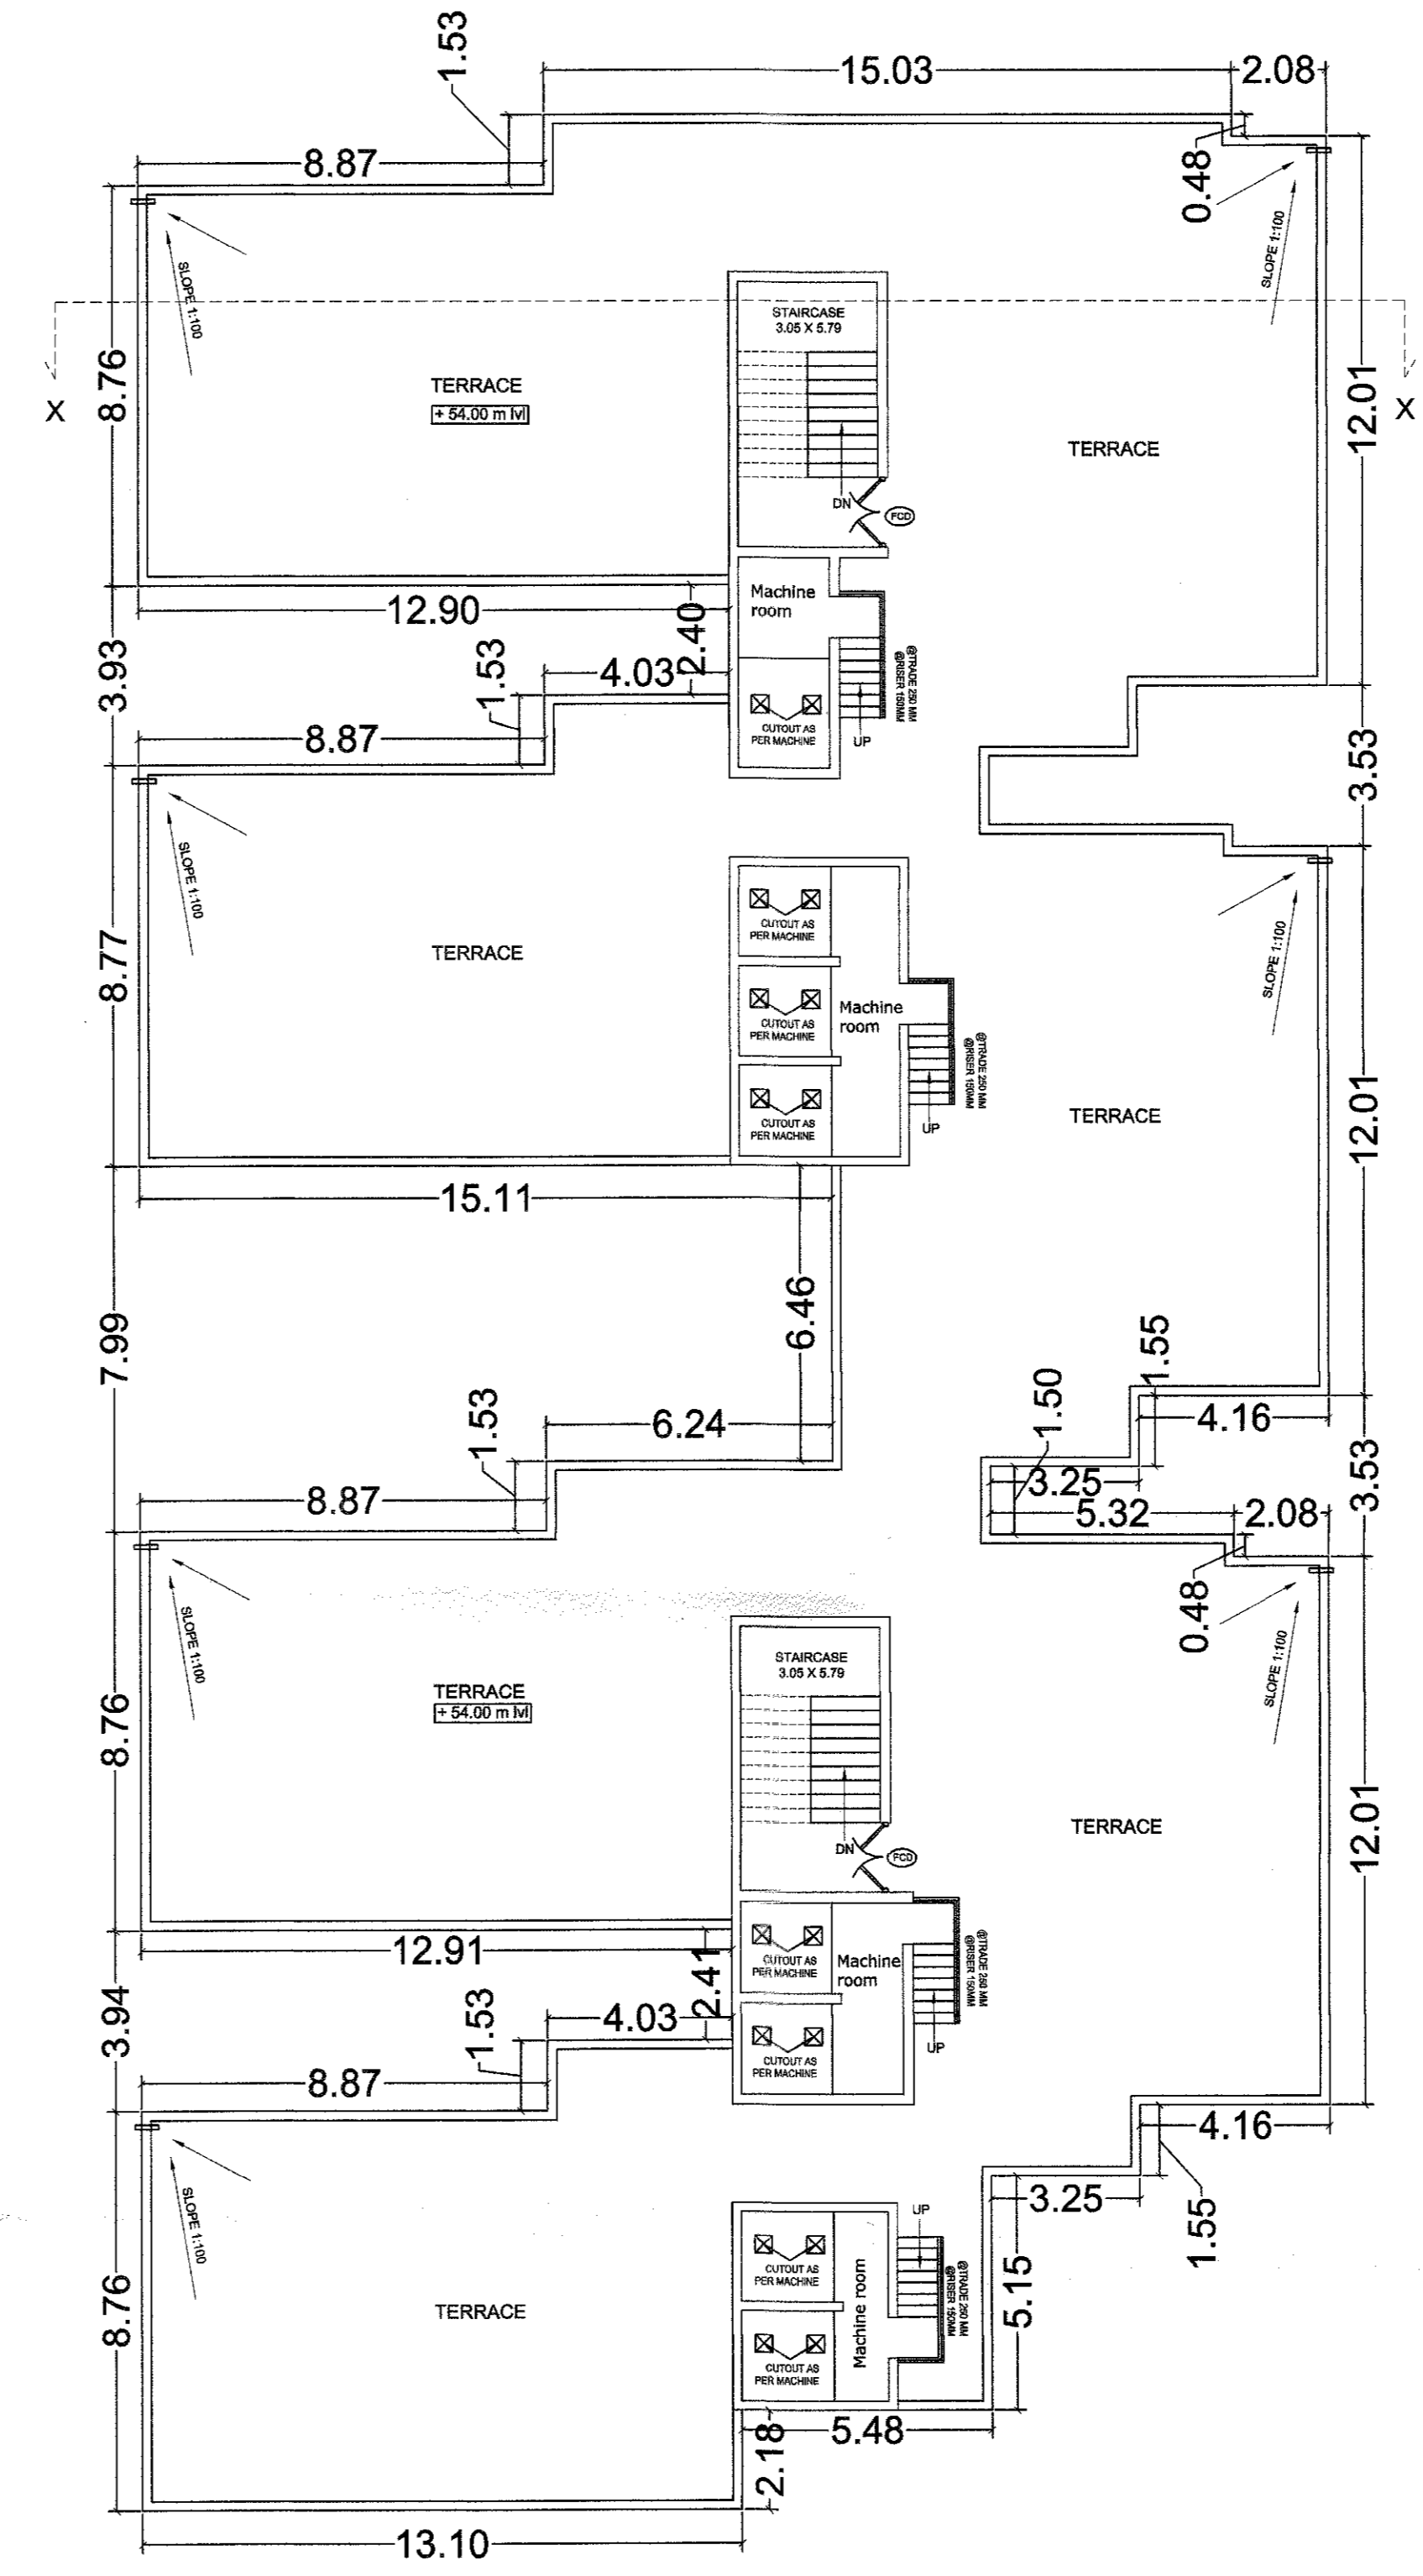 1.53
15.03
2.08
8.87
0.48
SLOPE 1:100
SLOPE 1:100
STAIRCASE
3.05 X 5.79
X
8.76
TERRACE
+ 54.00 m lvl
12.01
X
TERRACE
DN
FCD
Machine
room
12.90
2.40
@TRADE 250 MM
@RISER 150MM
3.93
1.53
4.03
CUTOUT AS
PER MACHINE
UP
8.87
3.53
SLOPE 1:100
CUTOUT AS
PER MACHINE
SLOPE 1:100
8.77
TERRACE
CUTOUT AS
PER MACHINE
Machine
room
@TRADE 250 MM
@RISER 150MM
CUTOUT AS
PER MACHINE
UP
TERRACE
12.01
15.11
6.46
7.99
1.55
1.50
1.53
6.24
4.16
8.87
3.25
3.53
5.32
2.08
0.48
SLOPE 1:100
SLOPE 1:100
STAIRCASE
3.05 X 5.79
8.76
TERRACE
+ 54.00 m lvl
TERRACE
12.01
DN
FCD
12.91
2.41
CUTOUT AS
PER MACHINE
Machine
room
@TRADE 250 MM
@RISER 150MM
3.94
1.53
4.03
CUTOUT AS
PER MACHINE
UP
8.87
4.16
SLOPE 1:100
3.25
1.55
UP
CUTOUT AS
PER MACHINE
Machine room
@TRADE 250 MM
@RISER 150MM
8.76
TERRACE
5.15
CUTOUT AS
PER MACHINE
2.18
5.48
13.10